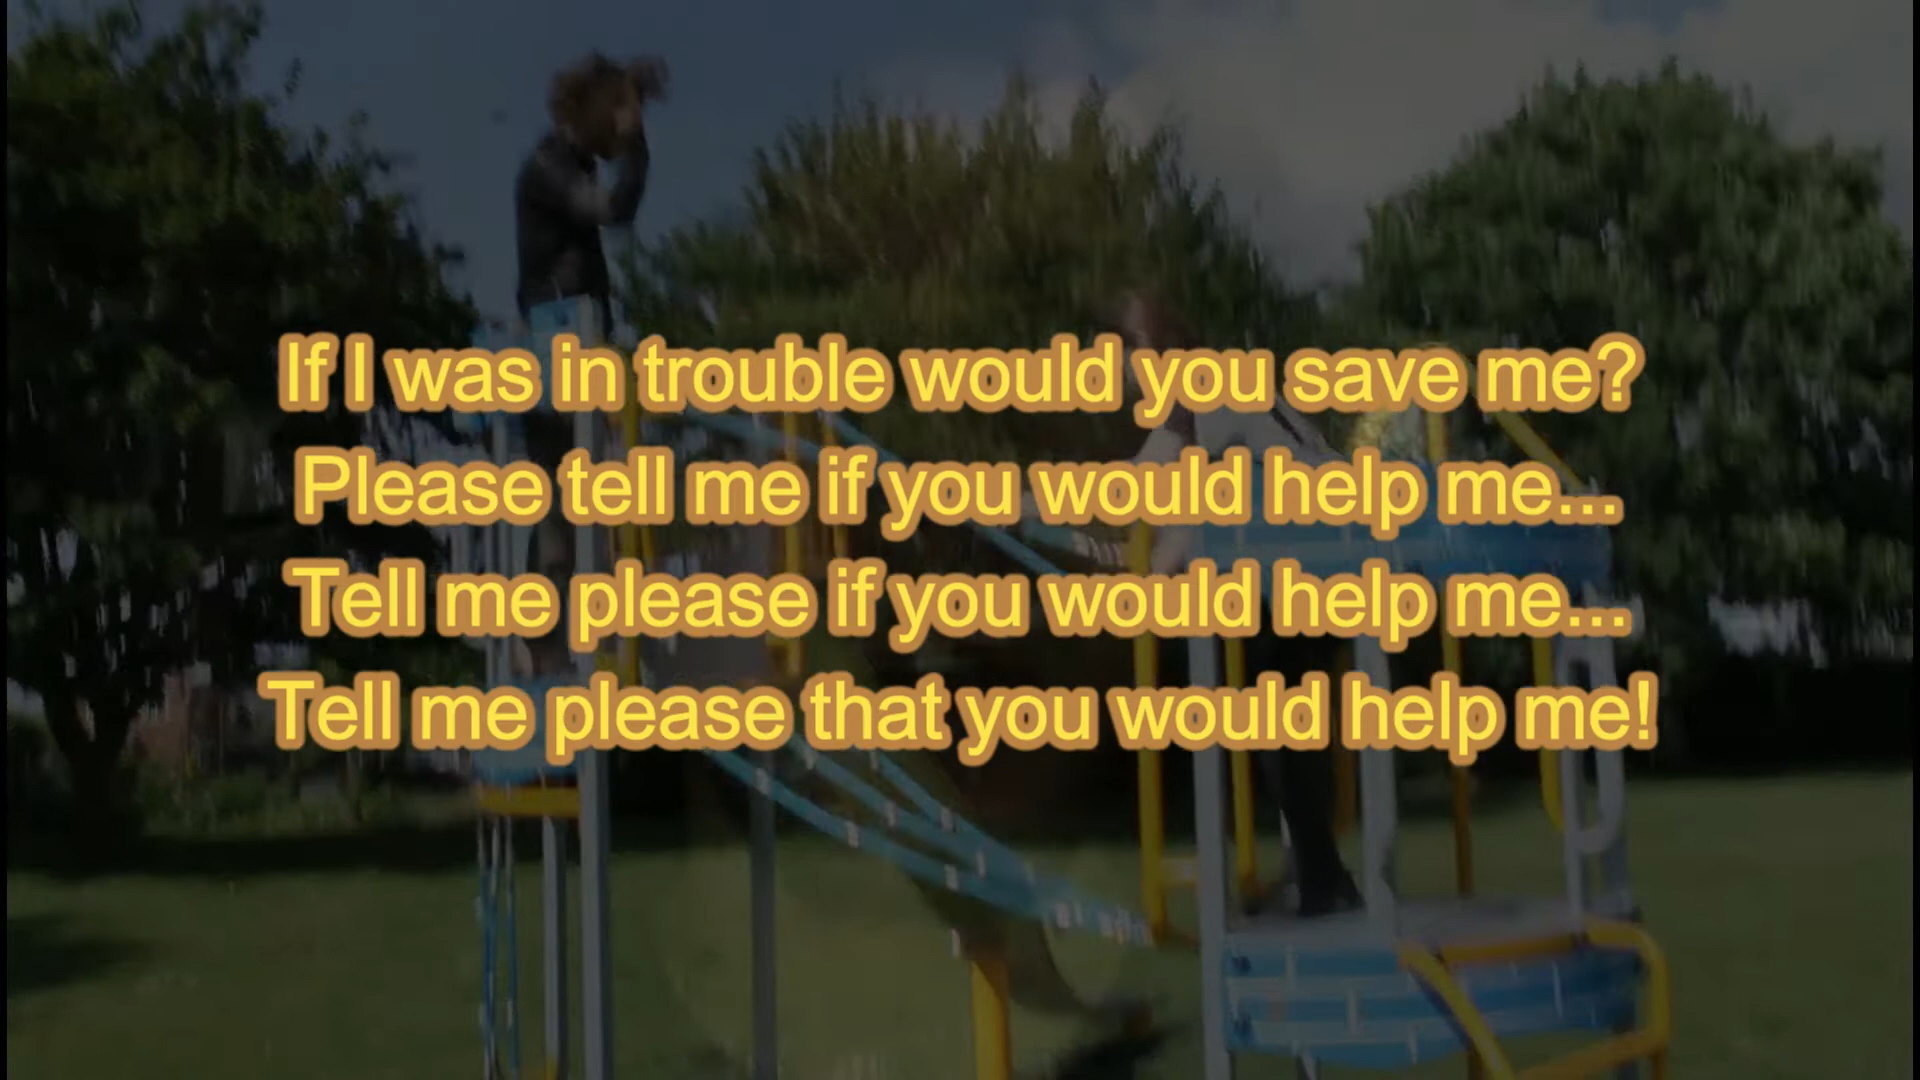 If I was in trouble would you save me?
Please tell me if you would help me...
Tell me please if you would help me...
Tell me please that you would help me!